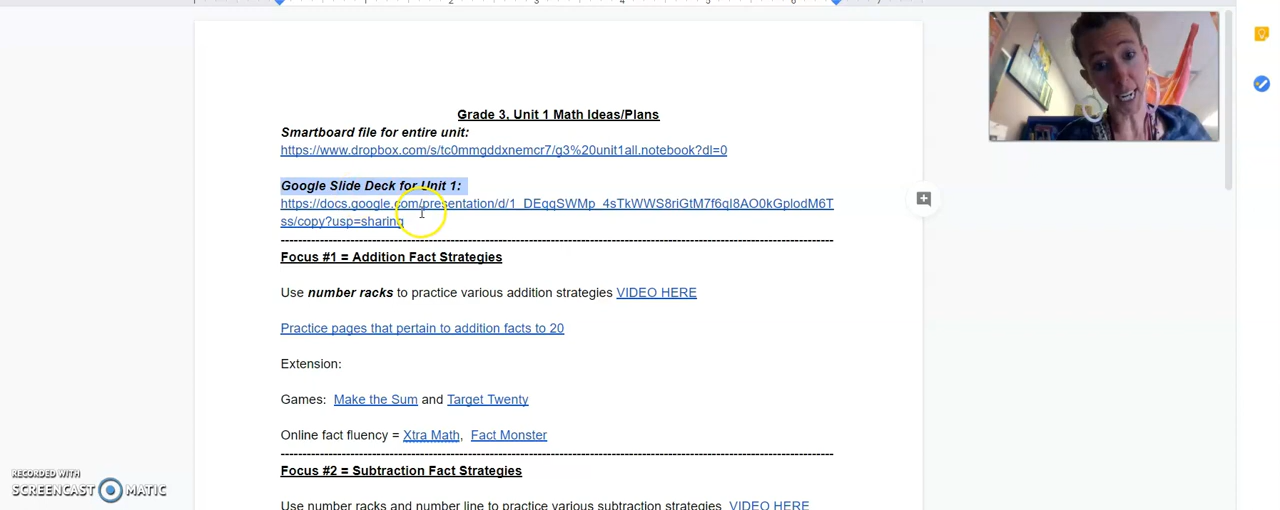 Grade 3. Unit 1 Math Ideas/Plans
Smartboard file for entire unit:
https://www.dropbox.com/s/tc0mmgddxnemcr7/g3%20unit1all.notebook?dl=0
Google Slide Deck for Unit 1:
https://docs.google.com/presentation/d/1_DEqqSWMp_4sTkWWS8riGtM7f6qI8AO0kGplodM6T
ss/copy?usp=sharing
Focus #1 = Addition Fact Strategies
Use number racks to practice various addition strategies VIDEO HERE
Practice pages that pertain to addition facts to 20
Extension:
Games: Make the Sum and Target Twenty
Online fact fluency = Xtra Math, Fact Monster
Focus #2 = Subtraction Fact Strategies
Use number racks and number line to practice various subtraction strategies VIDEO HERE
RECORDED WITH
SCREENCAST MATIC